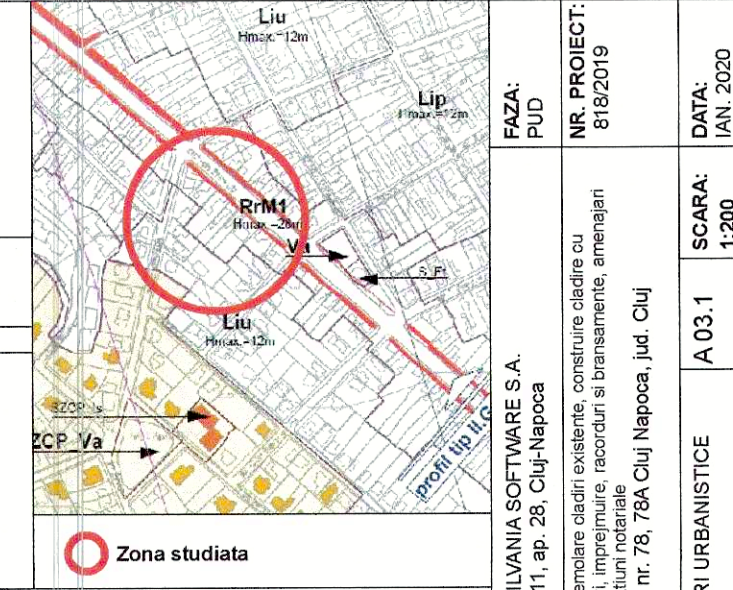 Liu
Hmax.=12m
Lip
Hmax.=12m
RrM1
Hmax.=28m
Va
S_Et
Liu
Hmax.=12m
SZCP_Is
ZCP_Va
profil tip II.C
Zona studiata
FAZA:
PUD
NR. PROIECT:
818/2019
DATA:
IAN. 2020
ILVANIA SOFTWARE S.A.
11, ap. 28, Cluj-Napoca
emolare cladiri existente, construire cladire cu
i, imprejmuire, racorduri si bransamente, amenajari
tiuni notariale
nr. 78, 78A Cluj Napoca, jud. Cluj
SCARA:
1:200
A 03.1
RI URBANISTICE